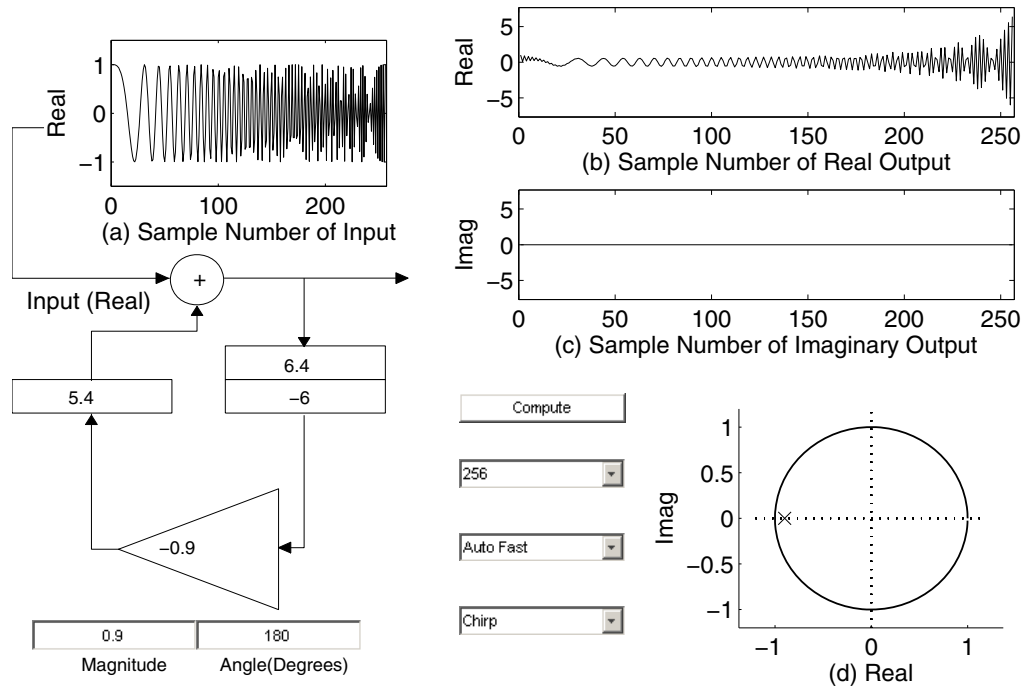 Real
1
0
−1
0
100
200
(a) Sample Number of Input
Real
5
0
−5
0
50
100
150
200
250
(b) Sample Number of Real Output
Imag
5
0
−5
0
50
100
150
200
250
(c) Sample Number of Imaginary Output
+
Input (Real)
6.4
−6
5.4
−0.9
0.9
180
Magnitude
Angle(Degrees)
Compute
256
Auto Fast
Chirp
Imag
1
0.5
0
−0.5
−1
−1
0
1
(d) Real